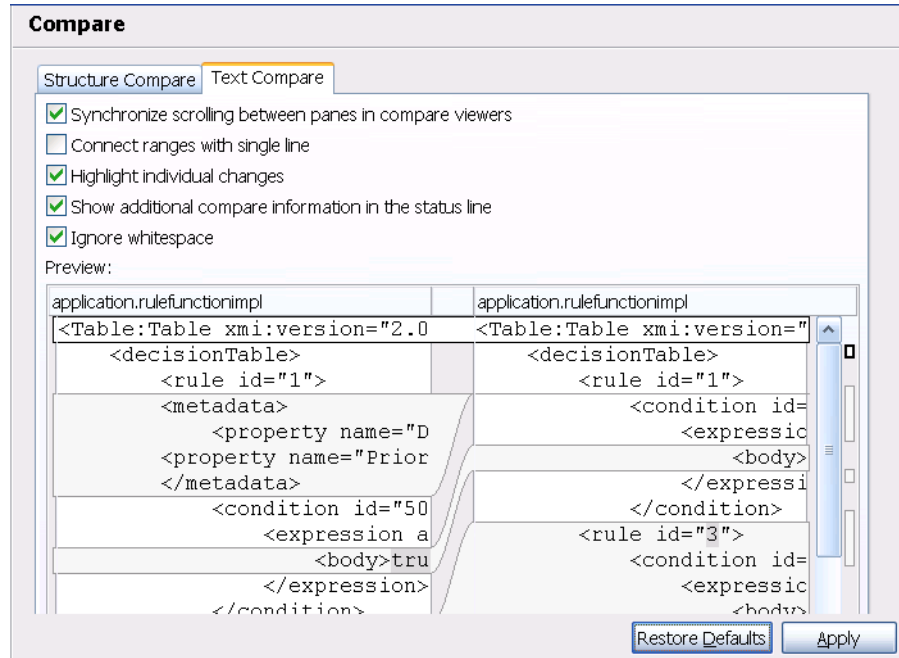 Compare
Structure Compare Text Compare
Synchronize scrolling between panes in compare viewers
Connect ranges with single line
Highlight individual changes
Show additional compare information in the status line
Ignore whitespace
Preview:
application.rulefunctionimpl application.rulefunctionimpl
<Table:Table xmi:version="2.0 <Table:Table xmi:version="
<decisionTable> <decisionTable>
<rule id="1"> <rule id="1">
<metadata> <condition id=
<property name="D <expressic
<property name="Prior <body>
</metadata> </expressi
<condition id="50 </condition>
<expression a <rule id="3">
<body>tru <condition id=
</expression> <expressic
</condition> <body>
Restore Defaults Apply